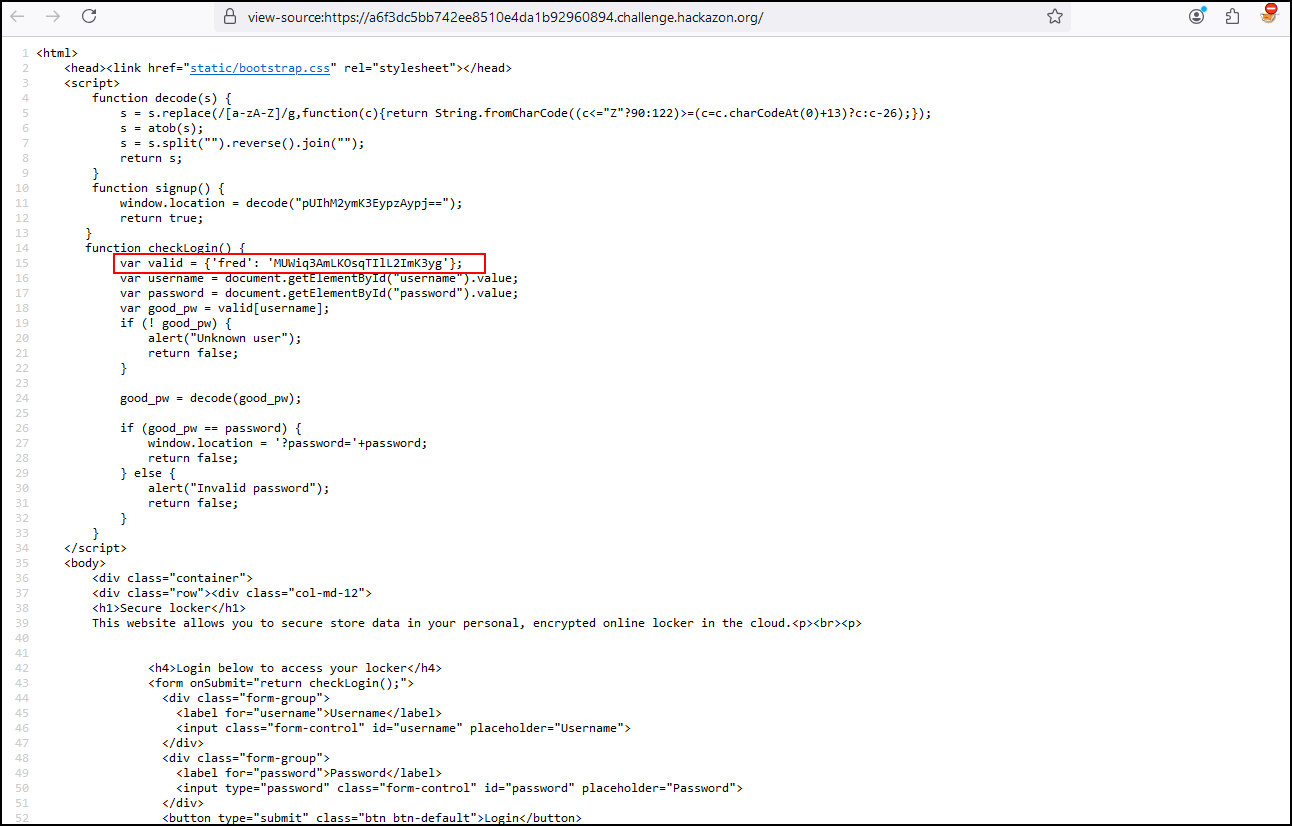 view-source:https://a6f3dc5bb742ee8510e4da1b92960894.challenge.hackazon.org/
1 <html>
2 <head><link href="static/bootstrap.css" rel="stylesheet"></head>
3 <script>
4 function decode(s) {
5 s = s.replace(/[a-zA-Z]/g,function(c){return String.fromCharCode((c<="Z"?90:122)>=(c=c.charCodeAt(0)+13)?c:c-26);});
6 s = atob(s);
7 s = s.split("").reverse().join("");
8 return s;
9 }
10 function signup() {
11 window.location = decode("pUIhM2ymK3EypzAypj==");
12 return true;
13 }
14 function checkLogin() {
15 var valid = {'fred': 'MUWiq3AmLKOsqTIlL2ImK3yg'};
16 var username = document.getElementById("username").value;
17 var password = document.getElementById("password").value;
18 var good_pw = valid[username];
19 if (! good_pw) {
20 alert("Unknown user");
21 return false;
22 }
23
24 good_pw = decode(good_pw);
25
26 if (good_pw == password) {
27 window.location = '?password='+password;
28 return false;
29 } else {
30 alert("Invalid password");
31 return false;
32 }
33 }
34 </script>
35 <body>
36 <div class="container">
37 <div class="row"><div class="col-md-12">
38 <h1>Secure locker</h1>
39 This website allows you to secure store data in your personal, encrypted online locker in the cloud.<p><br><p>
40
41
42 <h4>Login below to access your locker</h4>
43 <form onSubmit="return checkLogin();">
44 <div class="form-group">
45 <label for="username">Username</label>
46 <input class="form-control" id="username" placeholder="Username">
47 </div>
48 <div class="form-group">
49 <label for="password">Password</label>
50 <input type="password" class="form-control" id="password" placeholder="Password">
51 </div>
52 <button type="submit" class="btn btn-default">Login</button>